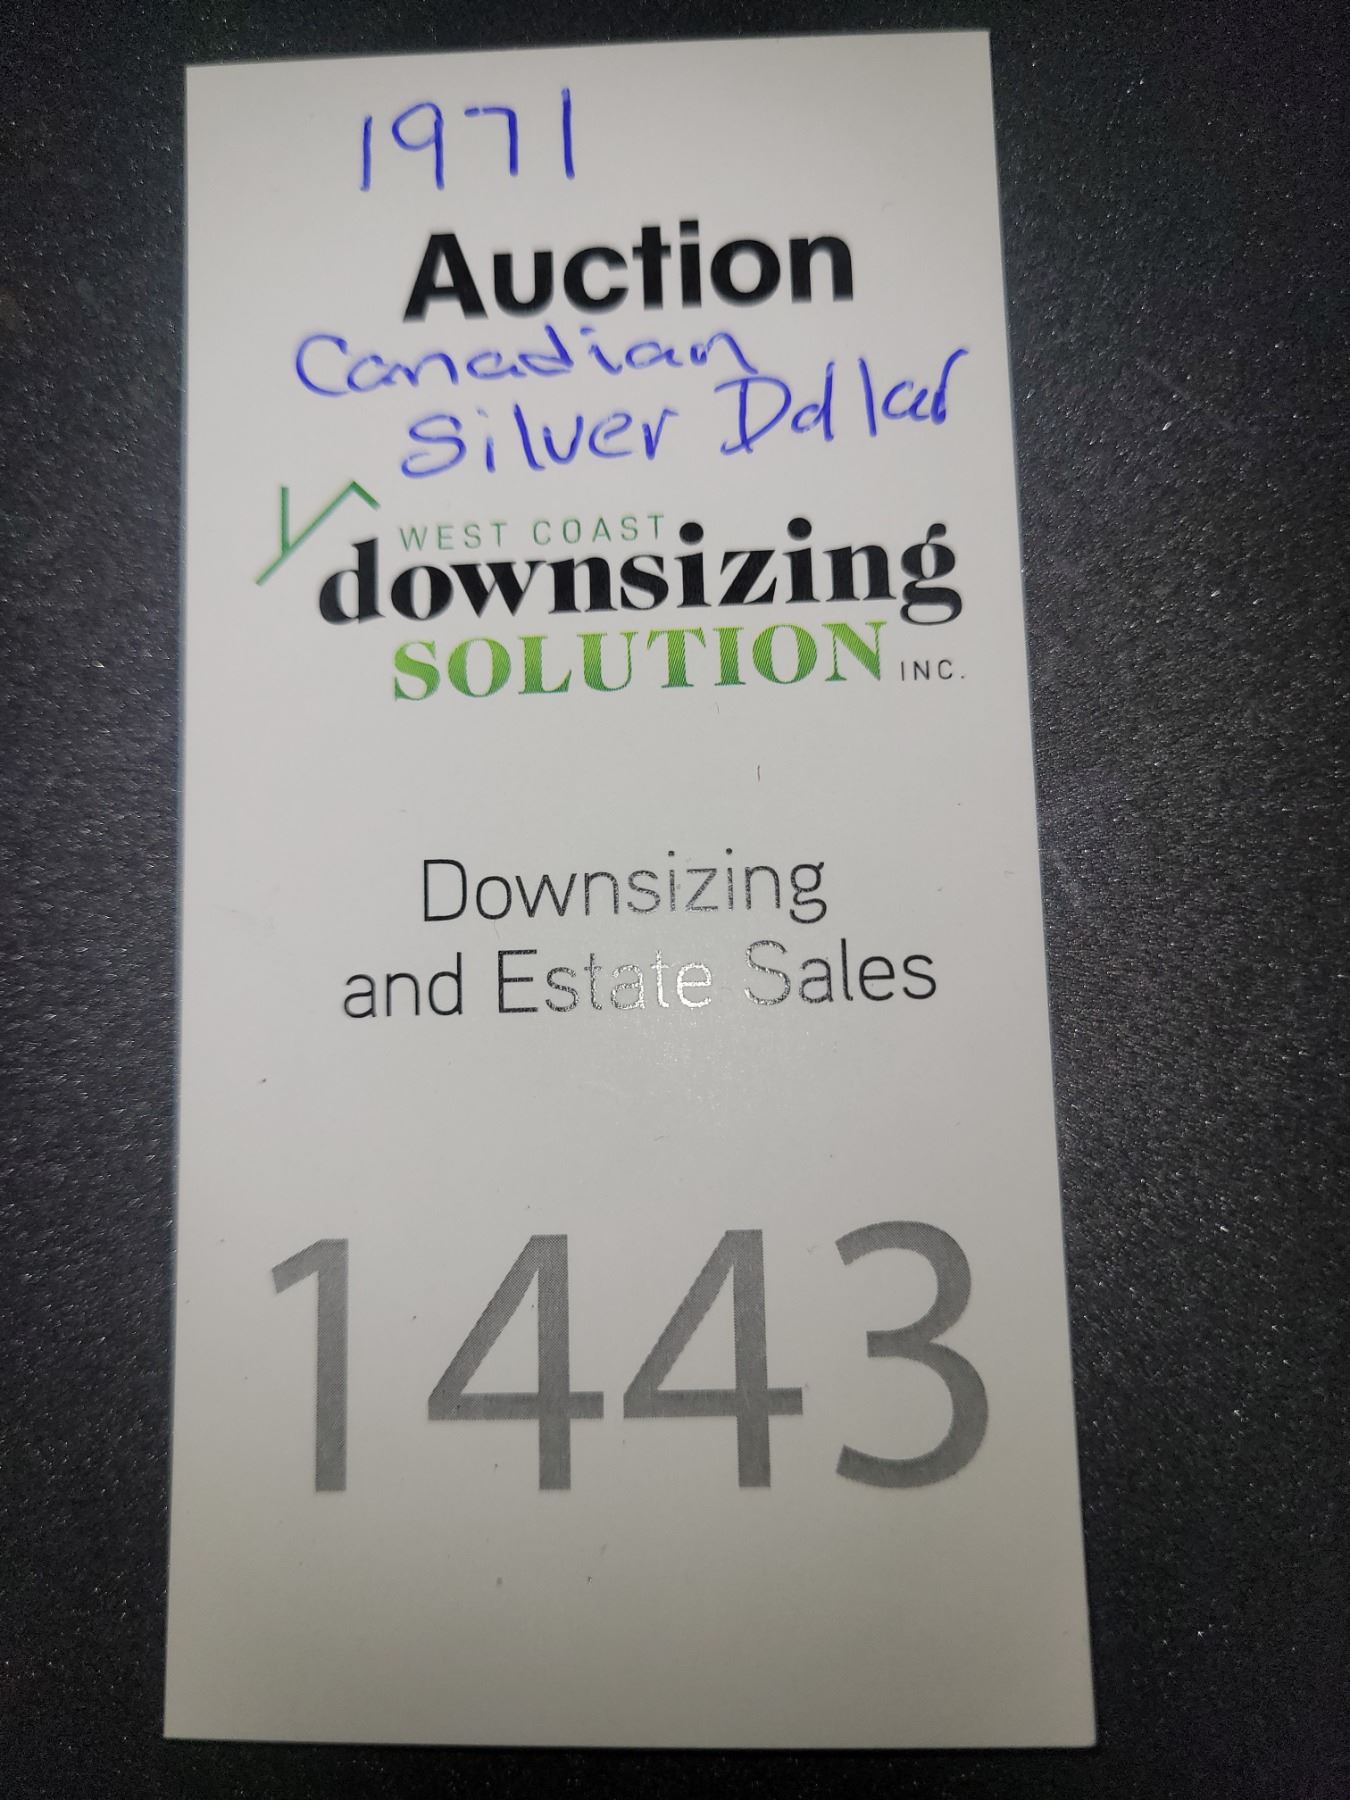 1971
Auction
Canadian
Silver Dollar
WEST COAST
downsizing
SOLUTION INC.
Downsizing
and Estate Sales
1443